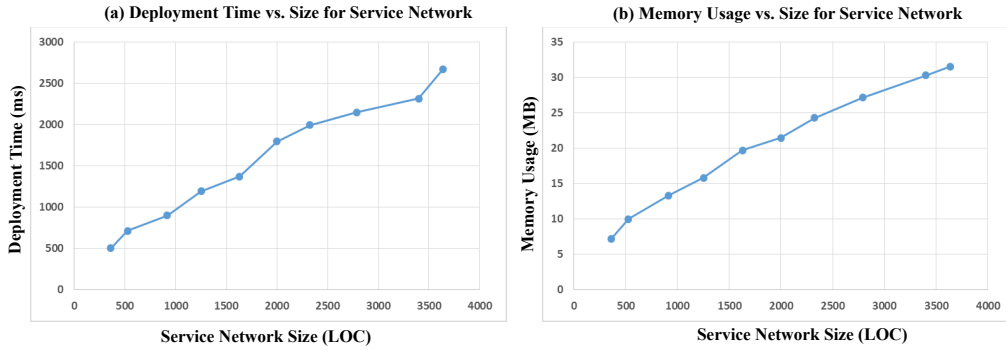 (a) Deployment Time vs. Size for Service Network
3000
2500
2000
1500
1000
500
0
0 500 1000 1500 2000 2500 3000 3500 4000
Deployment Time (ms)
Service Network Size (LOC)
(b) Memory Usage vs. Size for Service Network
35
30
25
20
15
10
5
0
0 500 1000 1500 2000 2500 3000 3500 4000
Memory Usage (MB)
Service Network Size (LOC)